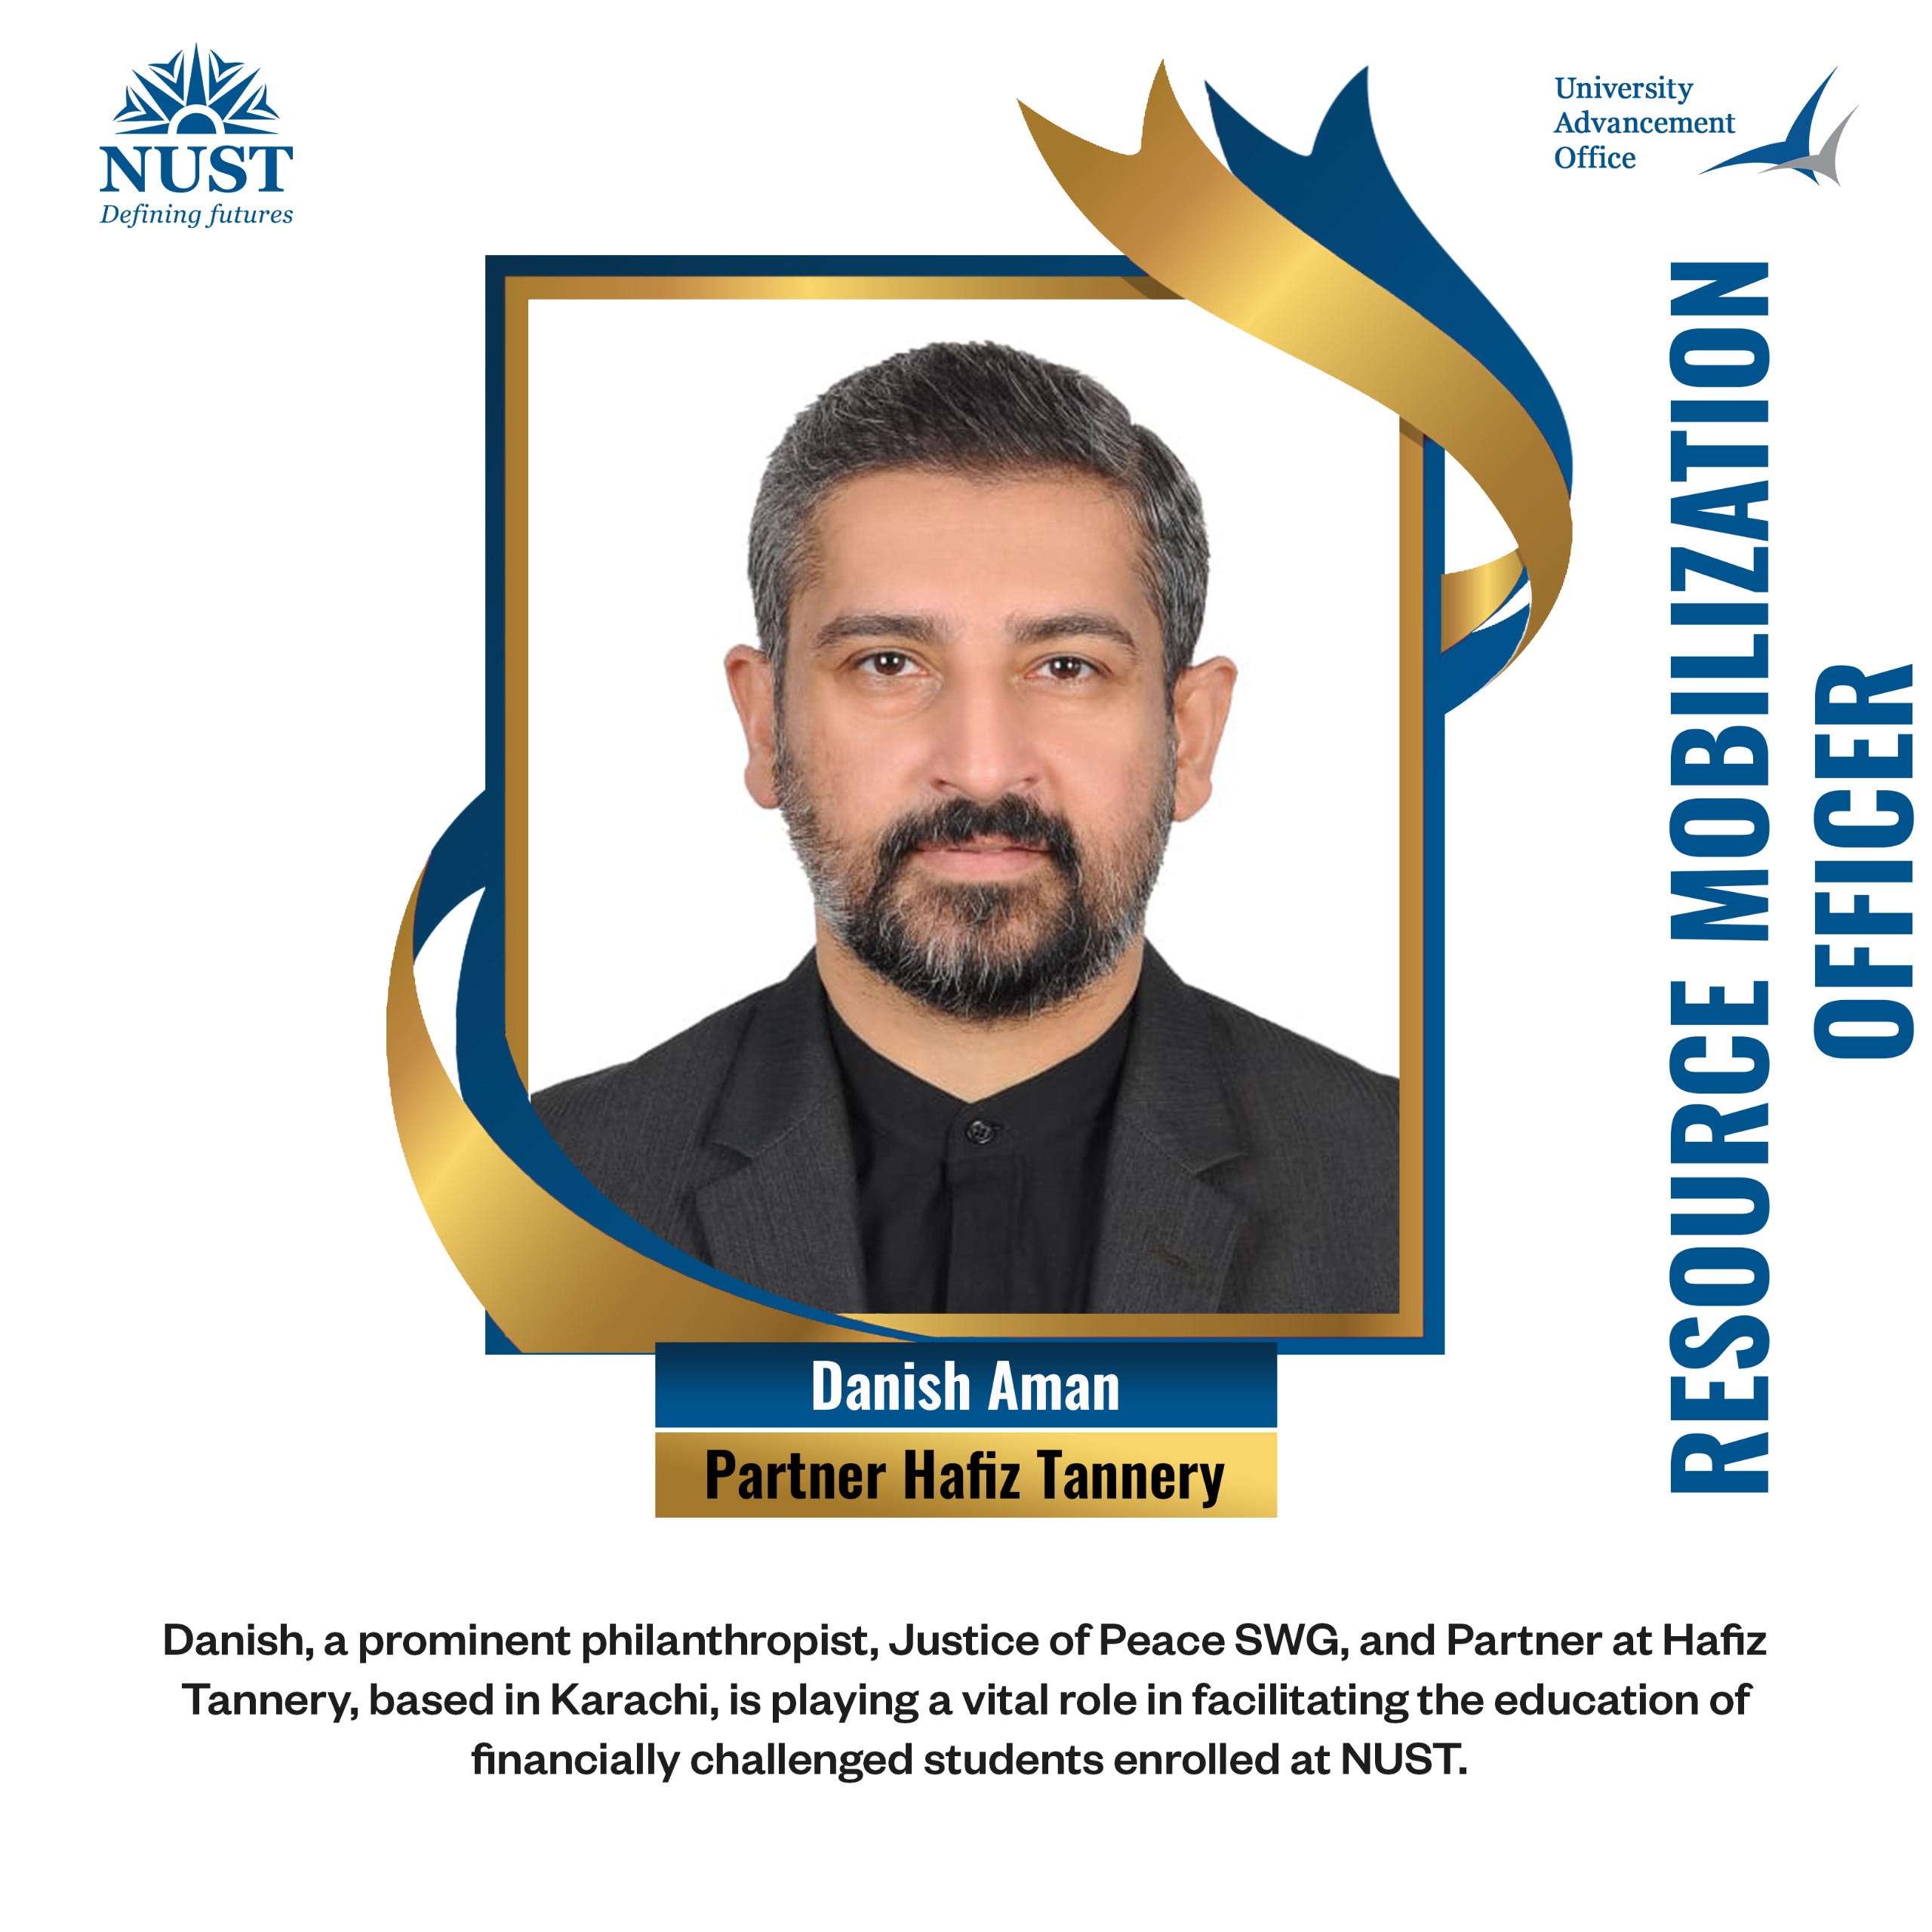 NUST
Defining futures
University
Advancement
Office
RESOURCE MOBILIZATION
OFFICER
Danish Aman
Partner Hafiz Tannery
Danish, a prominent philanthropist, Justice of Peace SWG, and Partner at Hafiz
Tannery, based in Karachi, is playing a vital role in facilitating the education of
financially challenged students enrolled at NUST.